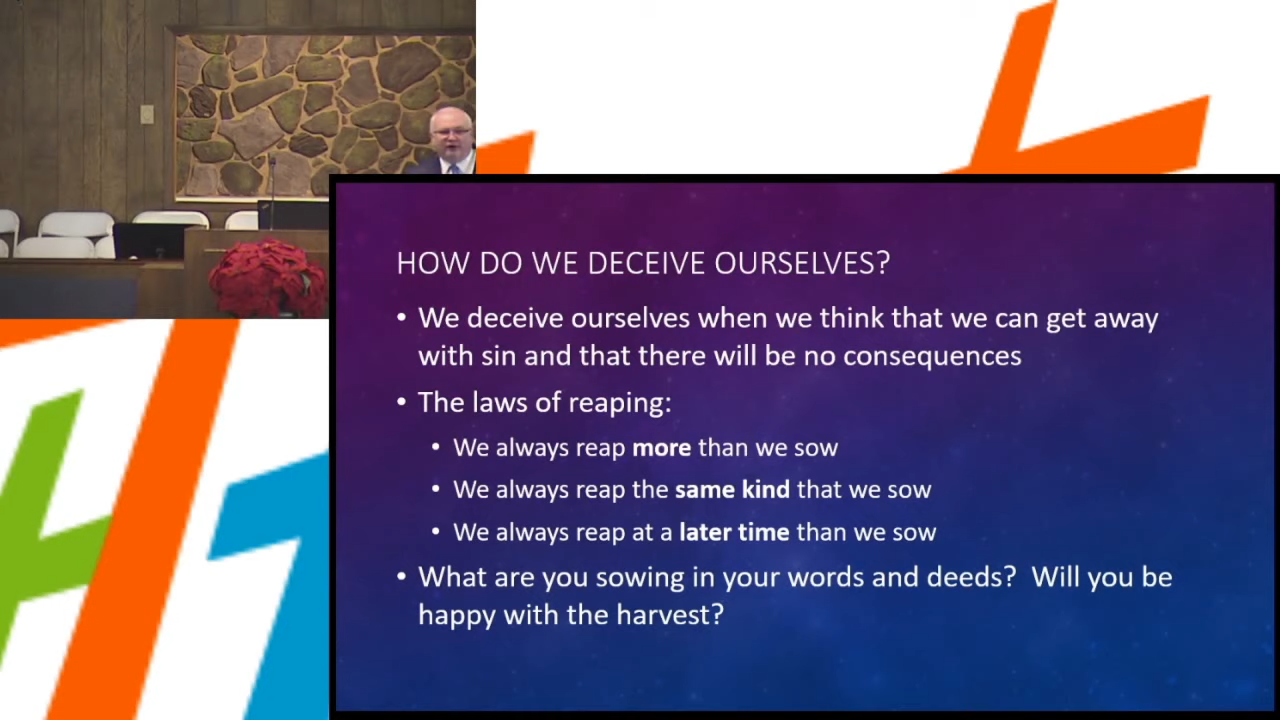 HOW DO WE DECEIVE OURSELVES?
• We deceive ourselves when we think that we can get away
with sin and that there will be no consequences
• The laws of reaping:
• We always reap more than we sow
• We always reap the same kind that we sow
• We always reap at a later time than we sow
• What are you sowing in your words and deeds?  Will you be
happy with the harvest?